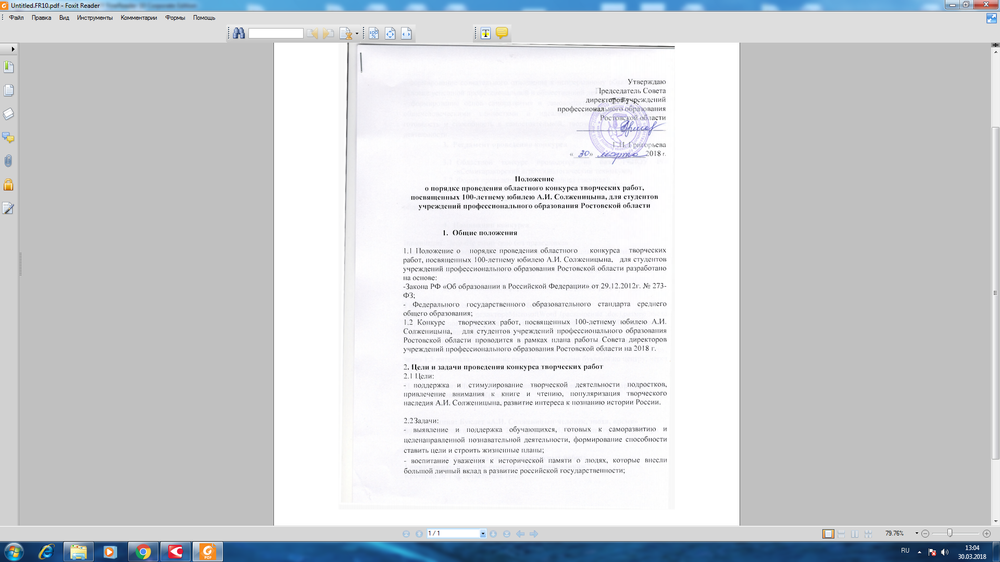 Untitled.FR10.pdf - Foxit Reader
Файл Правка Вид Инструменты Комментарии Формы Помощь
Утверждаю
Председатель Совета
директоров учреждений
профессионального образования
Ростовской области
Г.Н. Григорьева
« 30 » марта 2018 г.
Положение
о порядке проведения областного конкурса творческих работ,
посвященных 100-летнему юбилею А.И. Солженицына, для студентов
учреждений профессионального образования Ростовской области
1. Общие положения
1.1 Положение о порядке проведения областного конкурса творческих
работ, посвященных 100-летнему юбилею А.И. Солженицына, для студентов
учреждений профессионального образования Ростовской области разработано
на основе:
-Закона РФ «Об образовании в Российской Федерации» от 29.12.2012г. № 273-
ФЗ;
- Федерального государственного образовательного стандарта среднего
общего образования;
1.2 Конкурс творческих работ, посвященных 100-летнему юбилею А.И.
Солженицына, для студентов учреждений профессионального образования
Ростовской области проводится в рамках плана работы Совета директоров
учреждений профессионального образования Ростовской области на 2018 г.
2. Цели и задачи проведения конкурса творческих работ
2.1 Цели:
- поддержка и стимулирование творческой деятельности подростков,
привлечение внимания к книге и чтению, популяризация творческого
наследия А.И. Солженицына, развитие интереса к познанию истории России.
2.2Задачи:
- выявление и поддержка обучающихся, готовых к саморазвитию и
целенаправленной познавательной деятельности, формирование способности
ставить цели и строить жизненные планы;
- воспитание уважения к исторической памяти о людях, которые внесли
большой личный вклад в развитие российской государственности;
1 / 1
79.76%
RU
13:04
30.03.2018